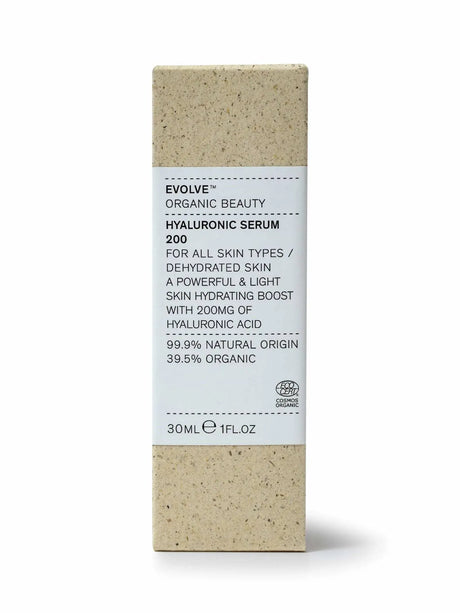 EVOLVE™
ORGANIC BEAUTY
HYALURONIC SERUM
200
FOR ALL SKIN TYPES /
DEHYDRATED SKIN
A POWERFUL & LIGHT
SKIN HYDRATING BOOST
WITH 200MG OF
HYALURONIC ACID
99.9% NATURAL ORIGIN
39.5% ORGANIC
ECO
CERT
COSMOS
ORGANIC
30ML ℮ 1FL.OZ